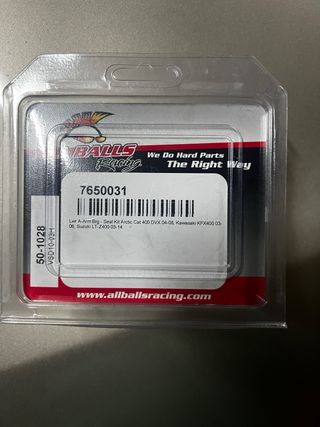 BALLS
Racing
We Do Hard Parts
The Right Way
7650031
Lwr A-Arm Brg - Seal Kit Arctic Cat 400 DVX 04-08, Kawasaki KFX400 03-
06, Suzuki LT-Z400 03-14
50-1028
www.allballsracing.com